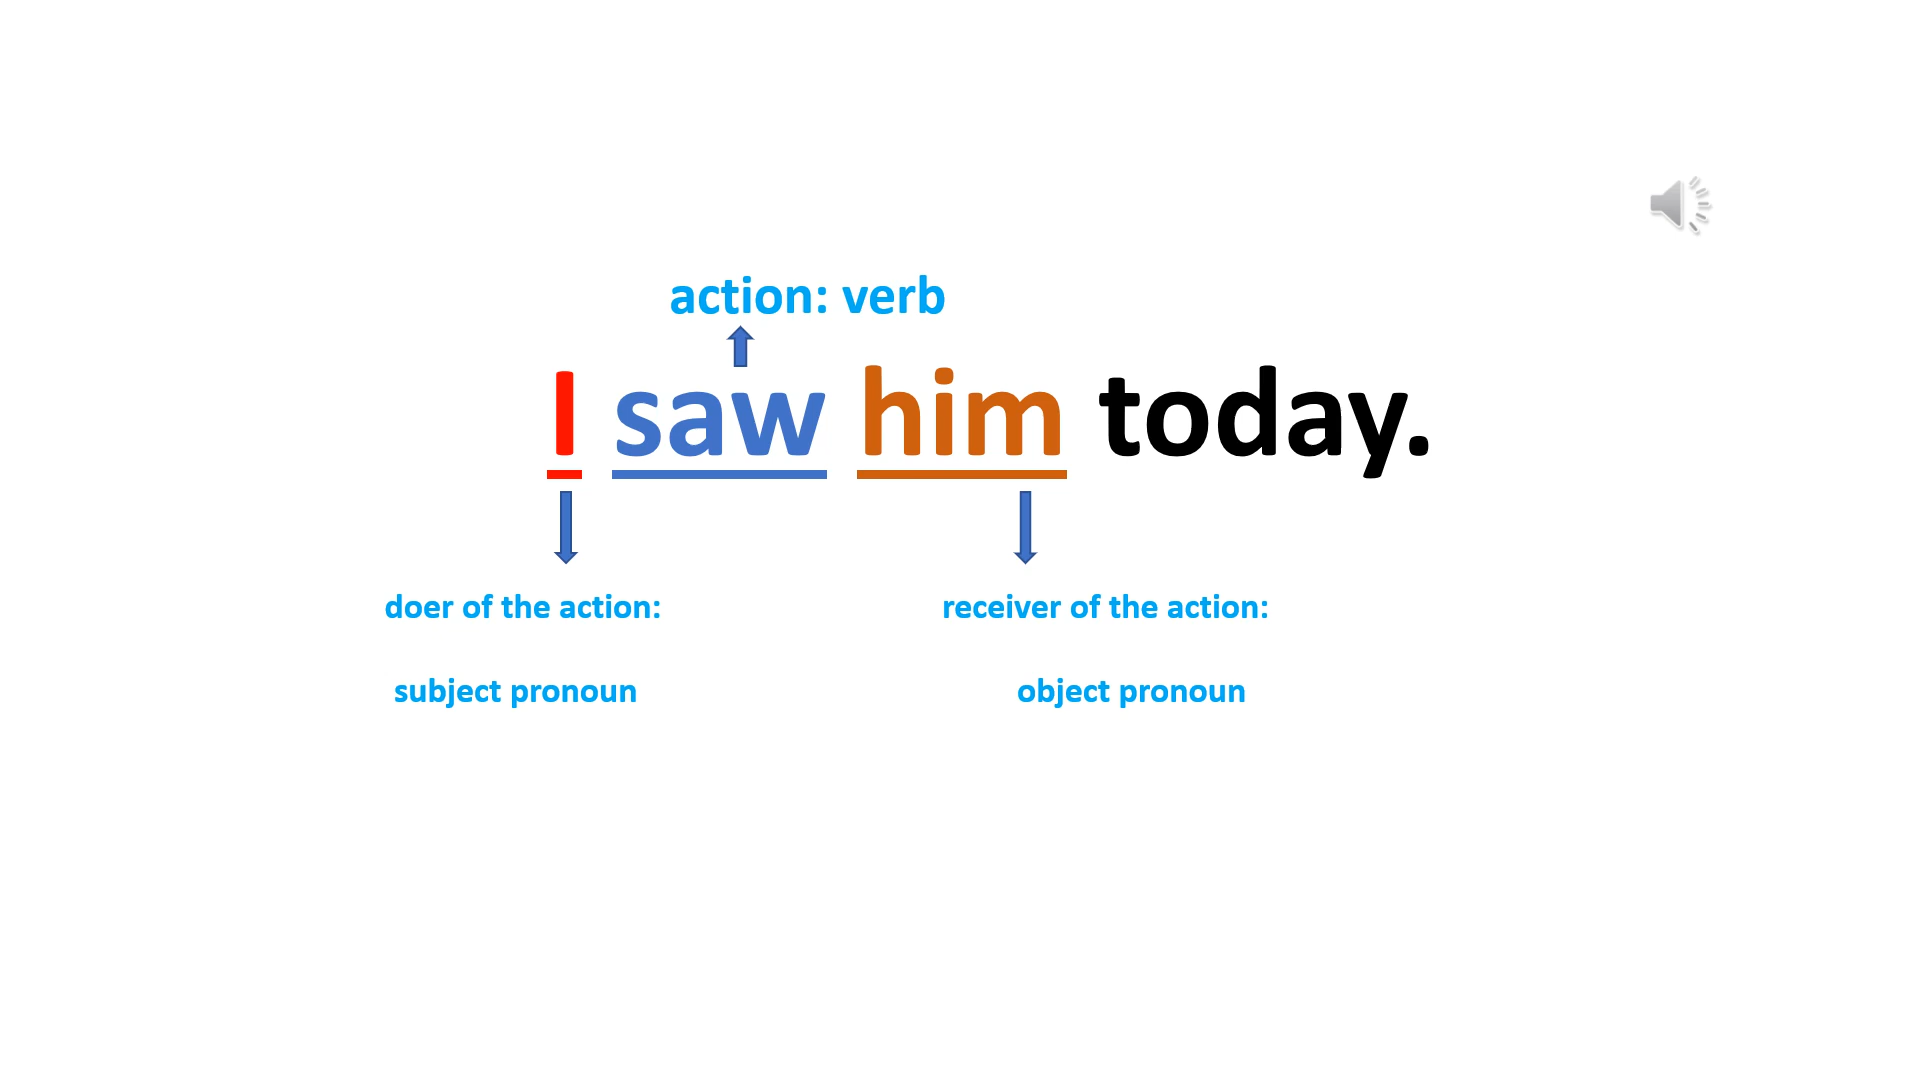 action: verb
I saw him today.
doer of the action:
receiver of the action:
subject pronoun
object pronoun